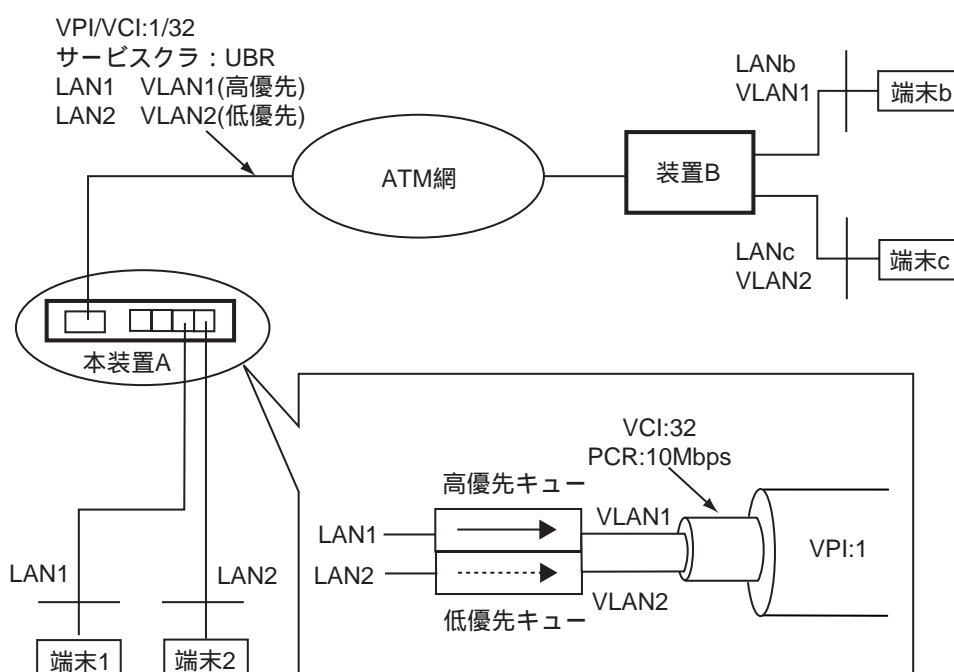 VPI/VCI:1/32
サービスクラ：UBR
LAN1 VLAN1(高優先)
LAN2 VLAN2(低優先)
ATM網
装置B
LANb
VLAN1
端末b
LANc
VLAN2
端末c
本装置A
LAN1
LAN2
端末1
端末2
VCI:32
PCR:10Mbps
高優先キュー
LAN1
VLAN1
VPI:1
LAN2
VLAN2
低優先キュー